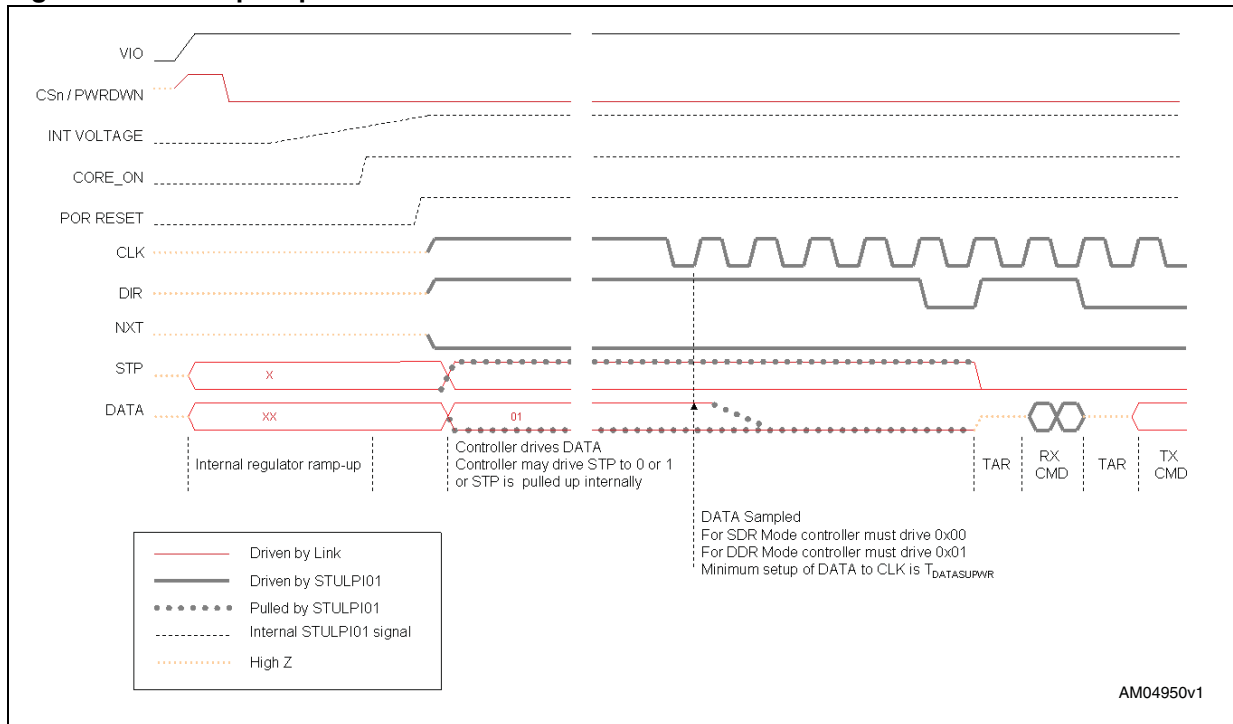 VIO
CSn / PWRDWN
INT VOLTAGE
CORE_ON
POR RESET
CLK
DIR
NXT
STP
X
DATA
XX
01
Internal regulator ramp-up
Controller drives DATA
Controller may drive STP to 0 or 1
or STP is pulled up internally
TAR
RX
CMD
TAR
TX
CMD
DATA Sampled
For SDR Mode controller must drive 0x00
For DDR Mode controller must drive 0x01
Minimum setup of DATA to CLK is TDATASUPWR
Driven by Link
Driven by STULPI01
Pulled by STULPI01
Internal STULPI01 signal
High Z
AM04950v1